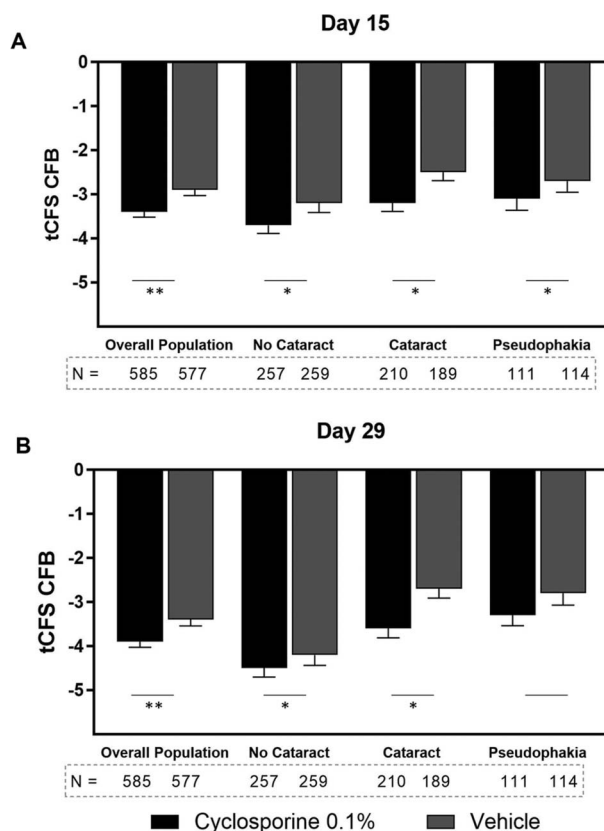 A
Day 15
tCFS CFB
0
-1
-2
-3
-4
-5
** * * *
Overall Population No Cataract Cataract Pseudophakia
N = 585 577 257 259 210 189 111 114
B
Day 29
tCFS CFB
0
-1
-2
-3
-4
-5
** * *
Overall Population No Cataract Cataract Pseudophakia
N = 585 577 257 259 210 189 111 114
Cyclosporine 0.1% Vehicle